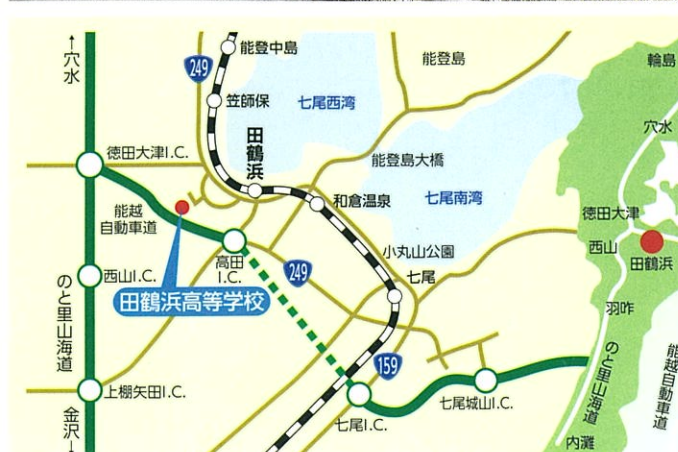 ↑穴水
249
能登中島
能登島
輪島
笠師保
七尾西湾
穴水
田鶴浜
徳田大津I.C.
能登島大橋
和倉温泉
七尾南湾
徳田大津
能越
自動車道
西山
田鶴浜
高田
I.C.
小丸山公園
西山I.C.
249
七尾
田鶴浜高等学校
羽咋
のと里山海道
159
のと里山海道
能越自動車道
上棚矢田I.C.
七尾城山I.C.
金沢↓
七尾I.C.
内灘